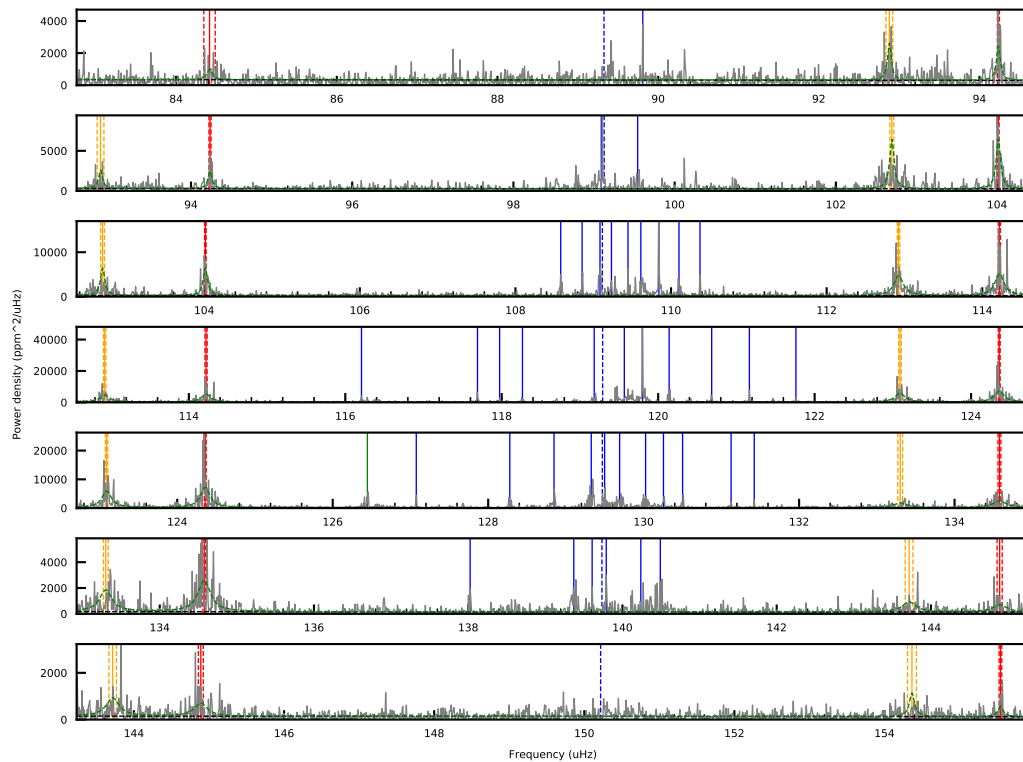 4000
2000
0
84 86 88 90 92 94
5000
0
94 96 98 100 102 104
10000
0
104 106 108 110 112 114
40000
20000
0
114 116 118 120 122 124
20000
10000
0
124 126 128 130 132 134
4000
2000
0
134 136 138 140 142 144
2000
0
144 146 148 150 152 154
Power density (ppm^2/uHz)
Frequency (uHz)